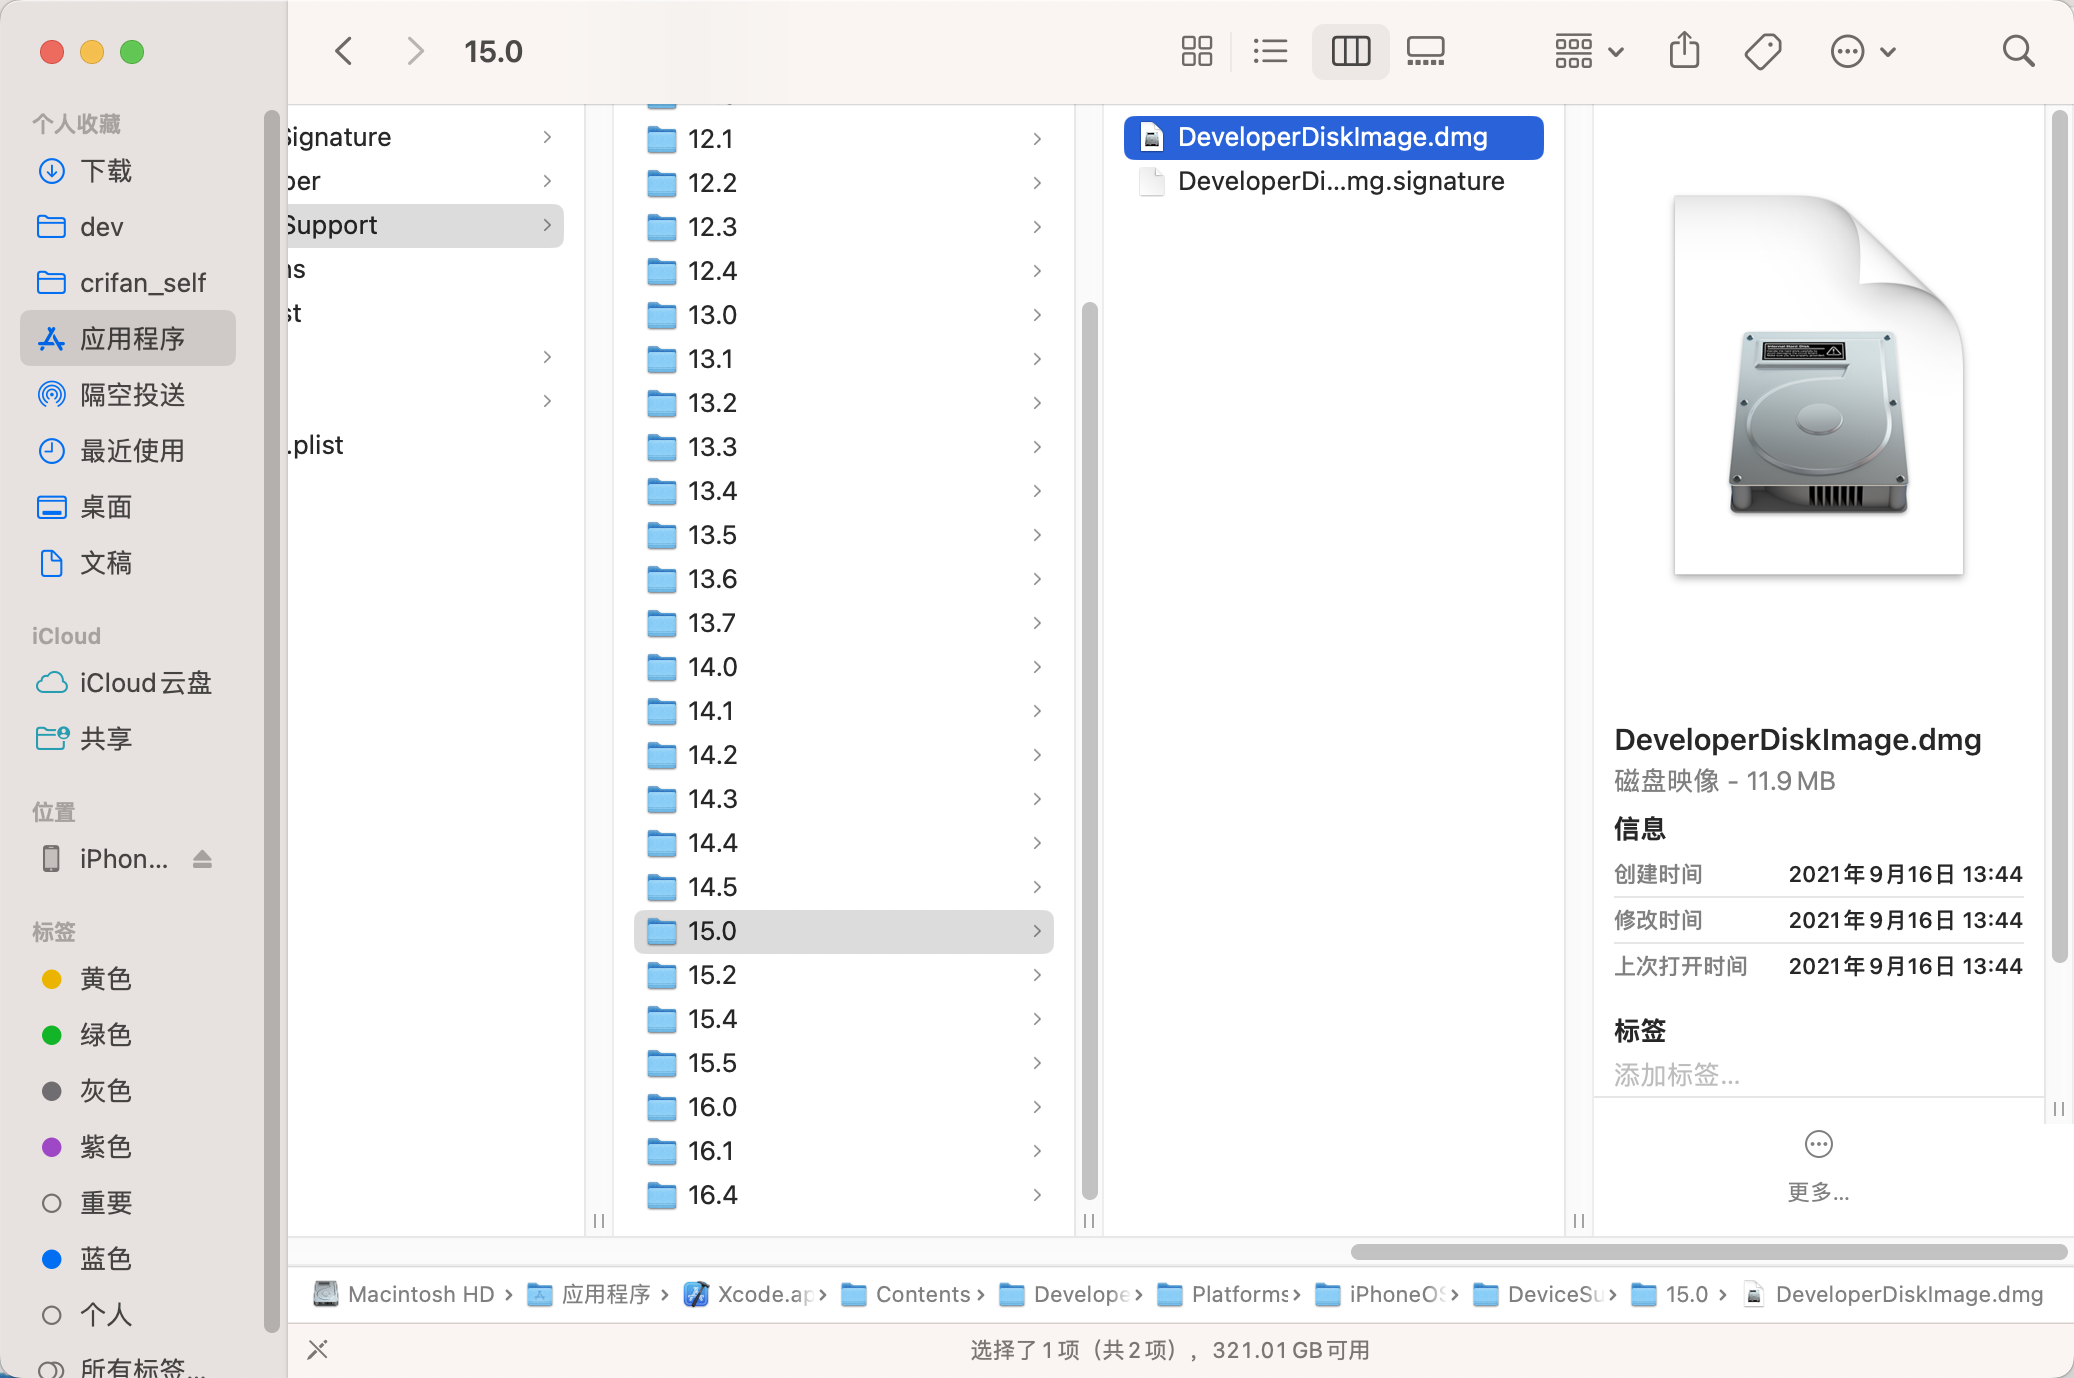 15.0
个人收藏
下载
dev
crifan_self
应用程序
隔空投送
最近使用
桌面
文稿
iCloud
iCloud云盘
共享
位置
iPhon...
标签
黄色
绿色
灰色
紫色
重要
蓝色
个人
所有标签...
Signature
per
Support
ns
st
.plist
12.1
12.2
12.3
12.4
13.0
13.1
13.2
13.3
13.4
13.5
13.6
13.7
14.0
14.1
14.2
14.3
14.4
14.5
15.0
15.2
15.4
15.5
16.0
16.1
16.4
DeveloperDiskImage.dmg
DeveloperDi...mg.signature
DeveloperDiskImage.dmg
磁盘映像 - 11.9 MB
信息
创建时间 2021年9月16日 13:44
修改时间 2021年9月16日 13:44
上次打开时间 2021年9月16日 13:44
标签
添加标签...
更多...
Macintosh HD › 应用程序 › Xcode.ap › Contents › Develope › Platforms › iPhoneOS › DeviceSu › 15.0 › DeveloperDiskImage.dmg
选择了1项（共2项），321.01 GB可用